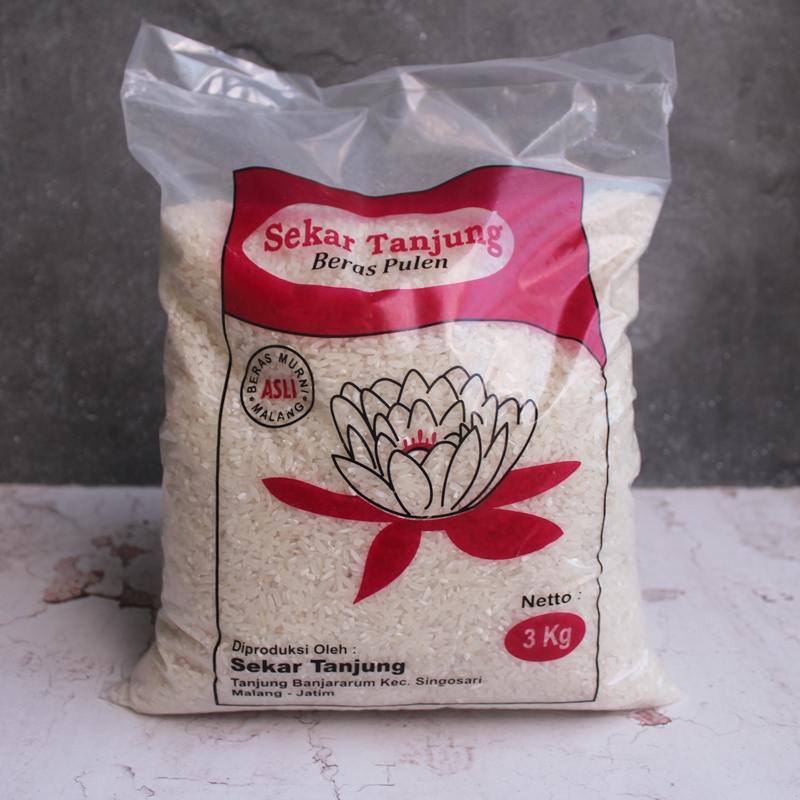 Sekar Tanjung
Beras Pulen
BERAS MURNI
ASLI
MALANG
Netto :
3 Kg
Diproduksi Oleh :
Sekar Tanjung
Tanjung Banjararum Kec. Singosari
Malang - Jatim